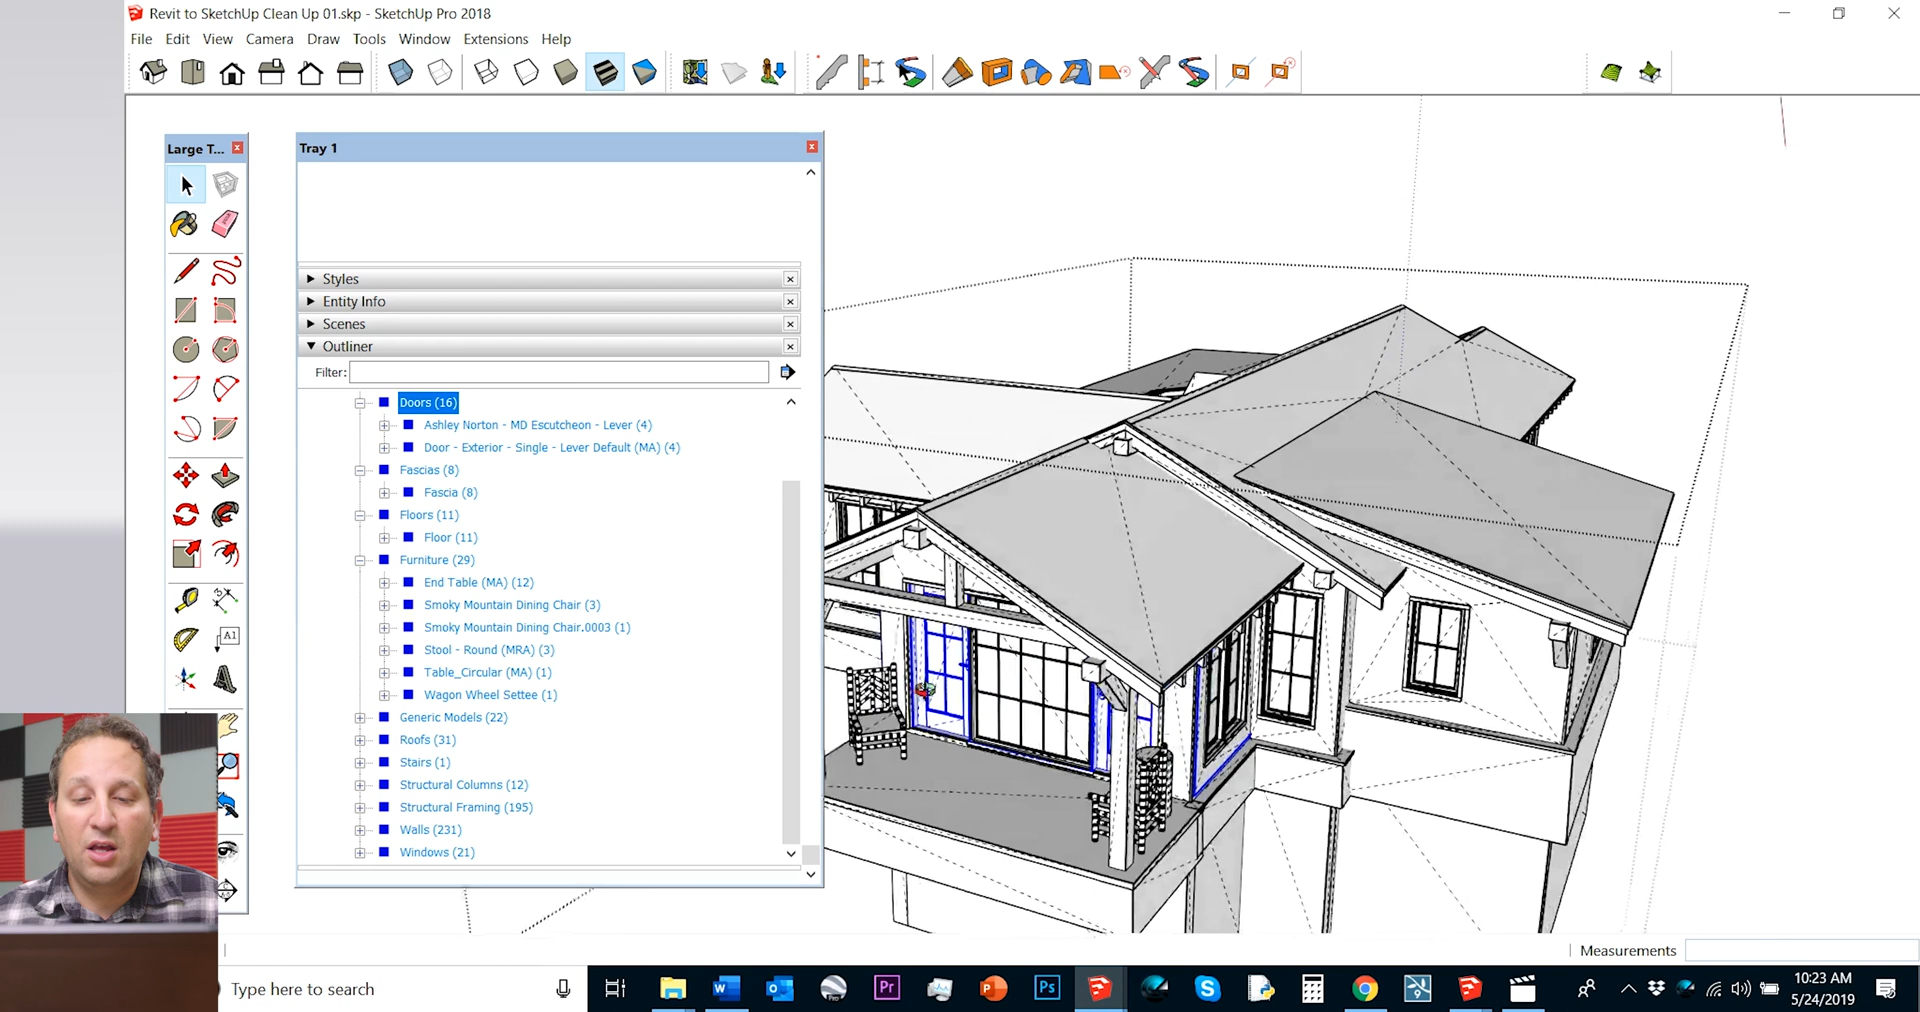 Revit to SketchUp Clean Up 01.skp - SketchUp Pro 2018
File Edit View Camera Draw Tools Window Extensions Help
Large T...
Tray 1
Styles
Entity Info
Scenes
Outliner
Filter:
Doors (16)
Ashley Norton - MD Escutcheon - Lever (4)
Door - Exterior - Single - Lever Default (MA) (4)
Fascias (8)
Fascia (8)
Floors (11)
Floor (11)
Furniture (29)
End Table (MA) (12)
Smoky Mountain Dining Chair (3)
Smoky Mountain Dining Chair.0003 (1)
Stool - Round (MRA) (3)
Table_Circular (MA) (1)
Wagon Wheel Settee (1)
Generic Models (22)
Roofs (31)
Stairs (1)
Structural Columns (12)
Structural Framing (195)
Walls (231)
Windows (21)
A1
Measurements
Type here to search
W
Pr
P
Ps
S
10:23 AM
5/24/2019